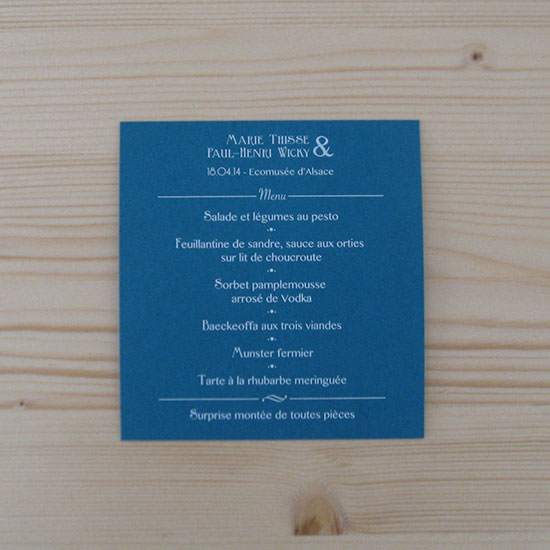 Marie Thisse
& Paul-Henri Wicky
18.04.14 - Ecomusée d'Alsace
Menu
Salade et légumes au pesto
Feuillantine de sandre, sauce aux orties
sur lit de choucroute
Sorbet pamplemousse
arrosé de Vodka
Baeckeoffa aux trois viandes
Munster fermier
Tarte à la rhubarbe meringuée
Surprise montée de toutes pièces